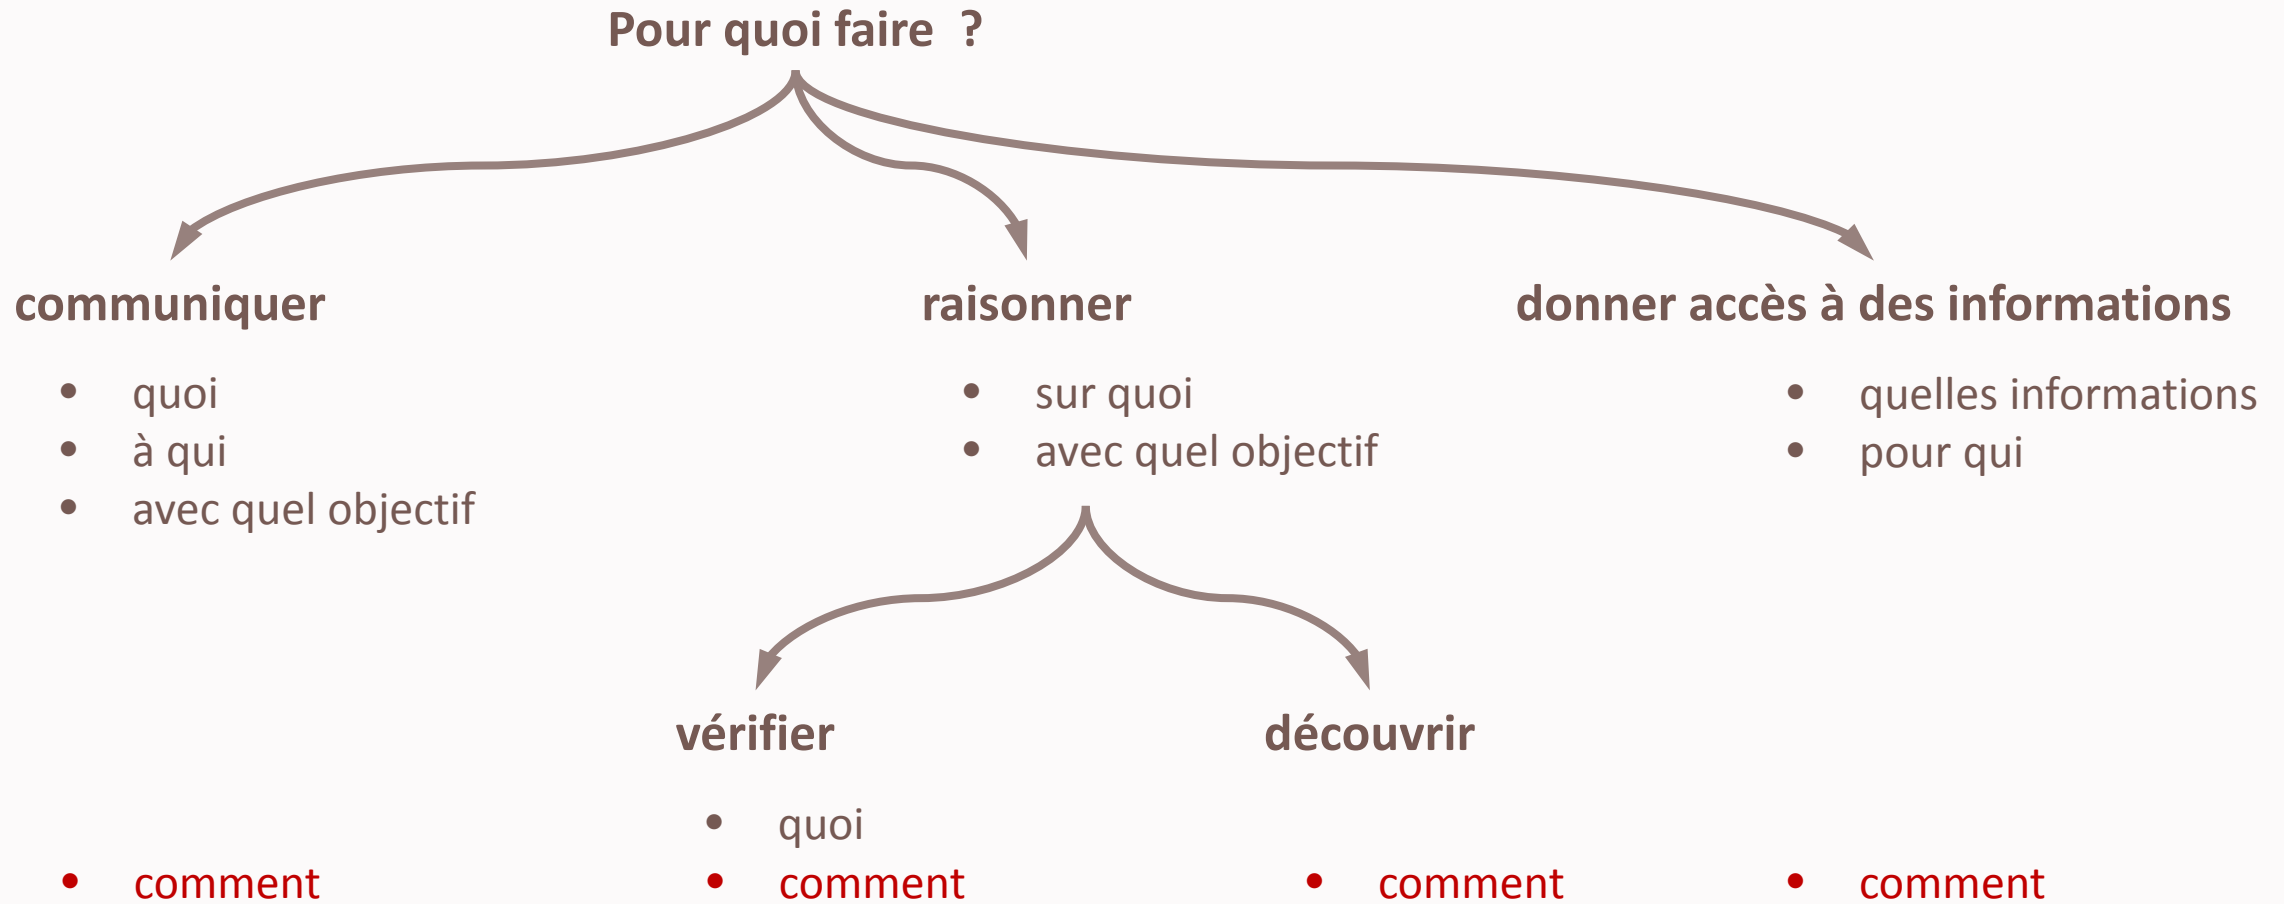 Pour quoi faire ?
communiquer
• quoi
• à qui
• avec quel objectif
• comment
raisonner
• sur quoi
• avec quel objectif
vérifier
• quoi
• comment
découvrir
• comment
donner accès à des informations
• quelles informations
• pour qui
• comment